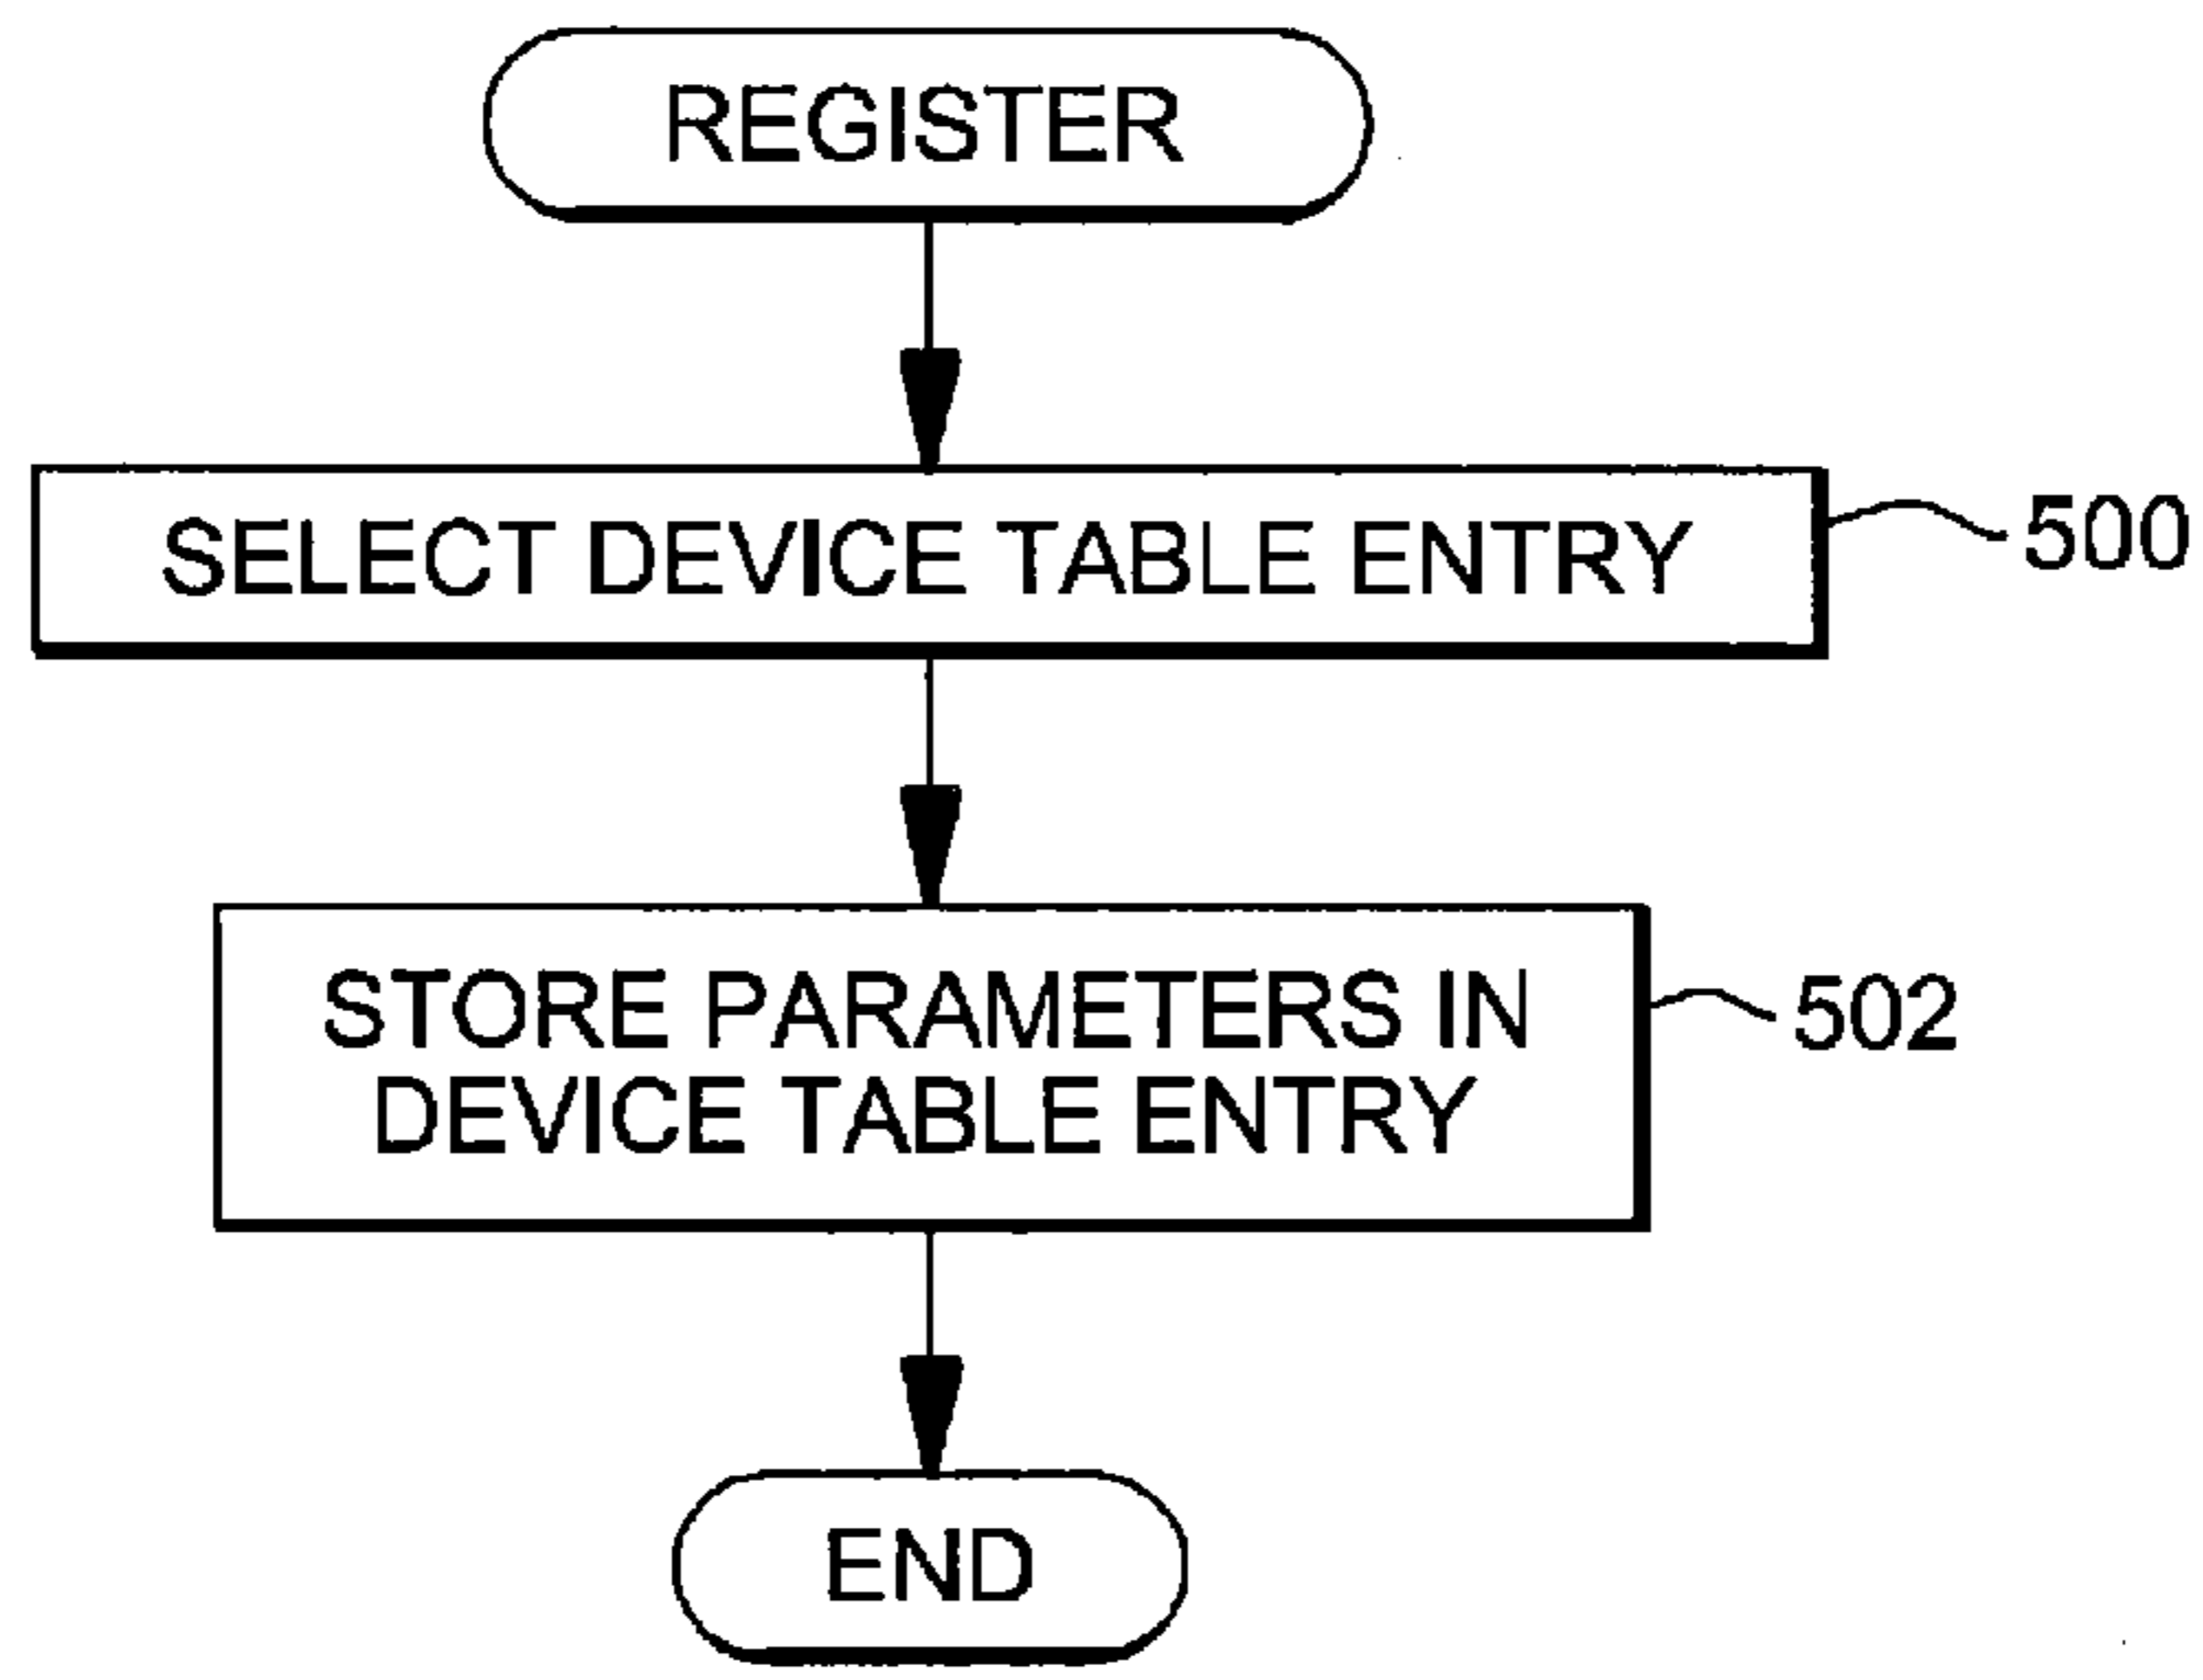 REGISTER
SELECT DEVICE TABLE ENTRY
500
STORE PARAMETERS IN
DEVICE TABLE ENTRY
502
END